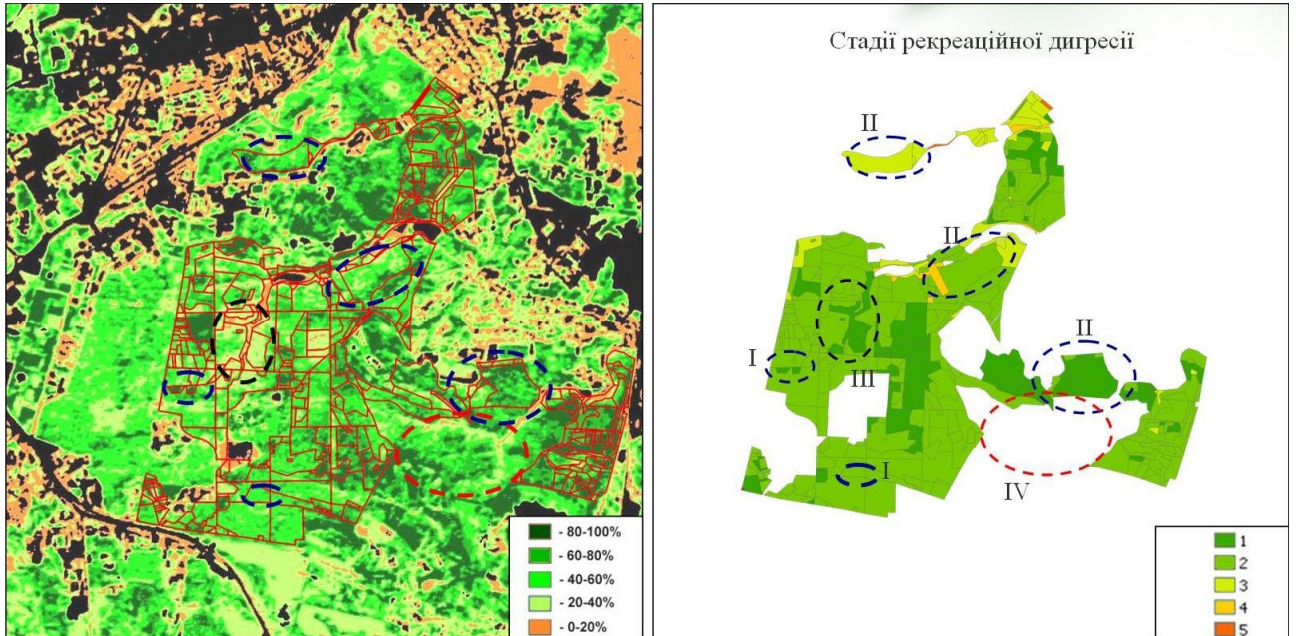 - 80-100%
- 60-80%
- 40-60%
- 20-40%
- 0-20%
Стадії рекреаційної дигресії
II
II
II
I
III
I
IV
1
2
3
4
5